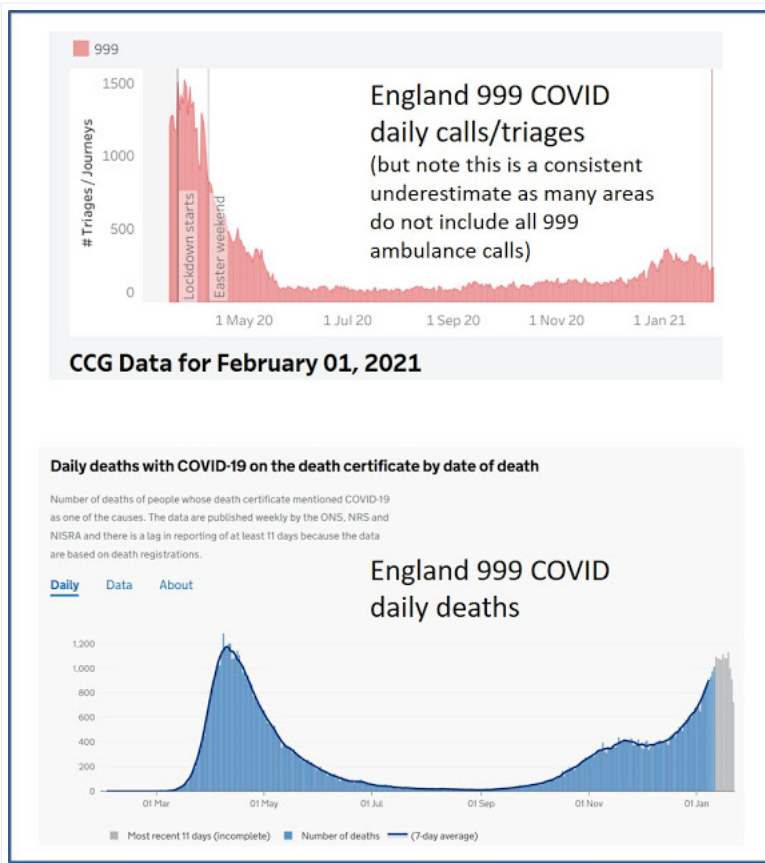 999
1500
1000
500
0
# Triages / Journeys
Lockdown starts
Easter weekend
England 999 COVID
daily calls/triages
(but note this is a consistent
underestimate as many areas
do not include all 999
ambulance calls)
1 May 20
1 Jul 20
1 Sep 20
1 Nov 20
1 Jan 21
CCG Data for February 01, 2021
Daily deaths with COVID-19 on the death certificate by date of death
Number of deaths of people whose death certificate mentioned COVID-19
as one of the causes. The data are published weekly by the ONS, NRS and
NISRA and there is a lag in reporting of at least 11 days because the data
are based on death registrations.
Daily Data About
England 999 COVID
daily deaths
1,200
1,000
800
600
400
200
0
01 Mar
01 May
01 Jul
01 Sep
01 Nov
01 Jan
Most recent 11 days (incomplete) Number of deaths (7-day average)